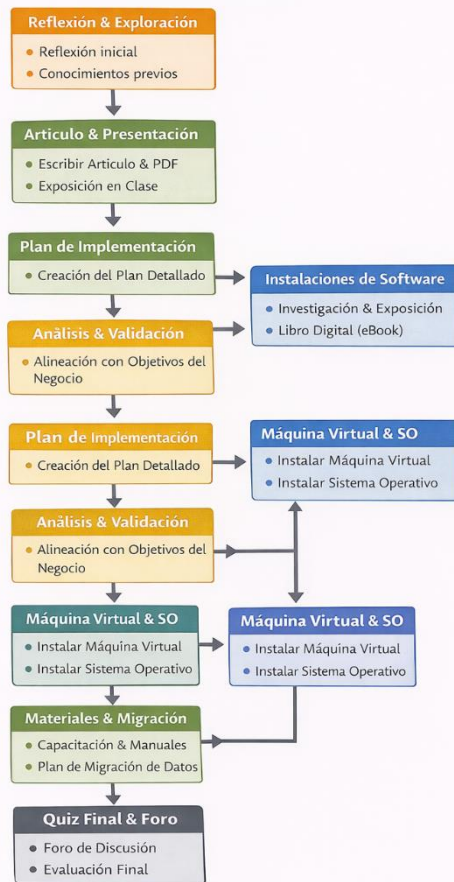 Reflexión & Exploración
• Reflexión inicial
• Conocimientos previos
Articulo & Presentación
• Escribir Articulo & PDF
• Exposición en Clase
Plan de Implementación
• Creación del Plan Detallado
Instalaciones de Software
• Investigación & Exposición
• Libro Digital (eBook)
Anàlisis & Validación
• Alineación con Objetivos del
Negocio
Plan de Implementación
• Creación del Plan Detallado
Máquina Virtual & SO
• Instalar Máquina Virtual
• Instalar Sistema Operativo
Anàlisis & Validación
• Alineación con Objetivos del
Negocio
Máquina Virtual & SO
• Instalar Máquina Virtual
• Instalar Sistema Operativo
Máquina Virtual & SO
• Instalar Máquina Virtual
• Instalar Sistema Operativo
Materiales & Migración
• Capacitación & Manuales
• Plan de Migración de Datos
Quiz Final & Foro
• Foro de Discusión
• Evaluación Final